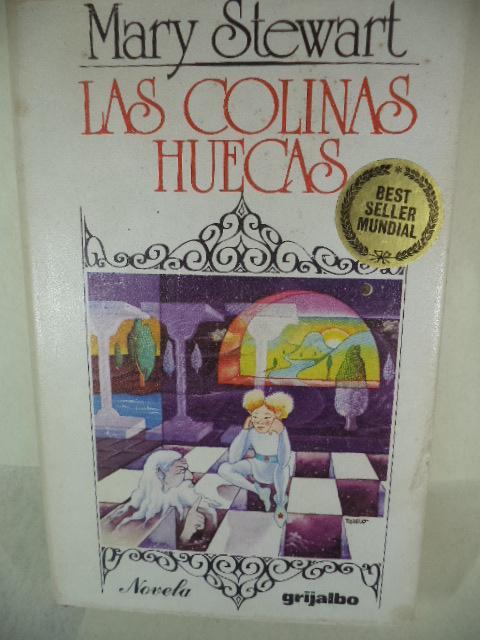 Mary Stewart
LAS COLINAS
HUECAS
BEST
SELLER
MUNDIAL
Novela
grijalbo